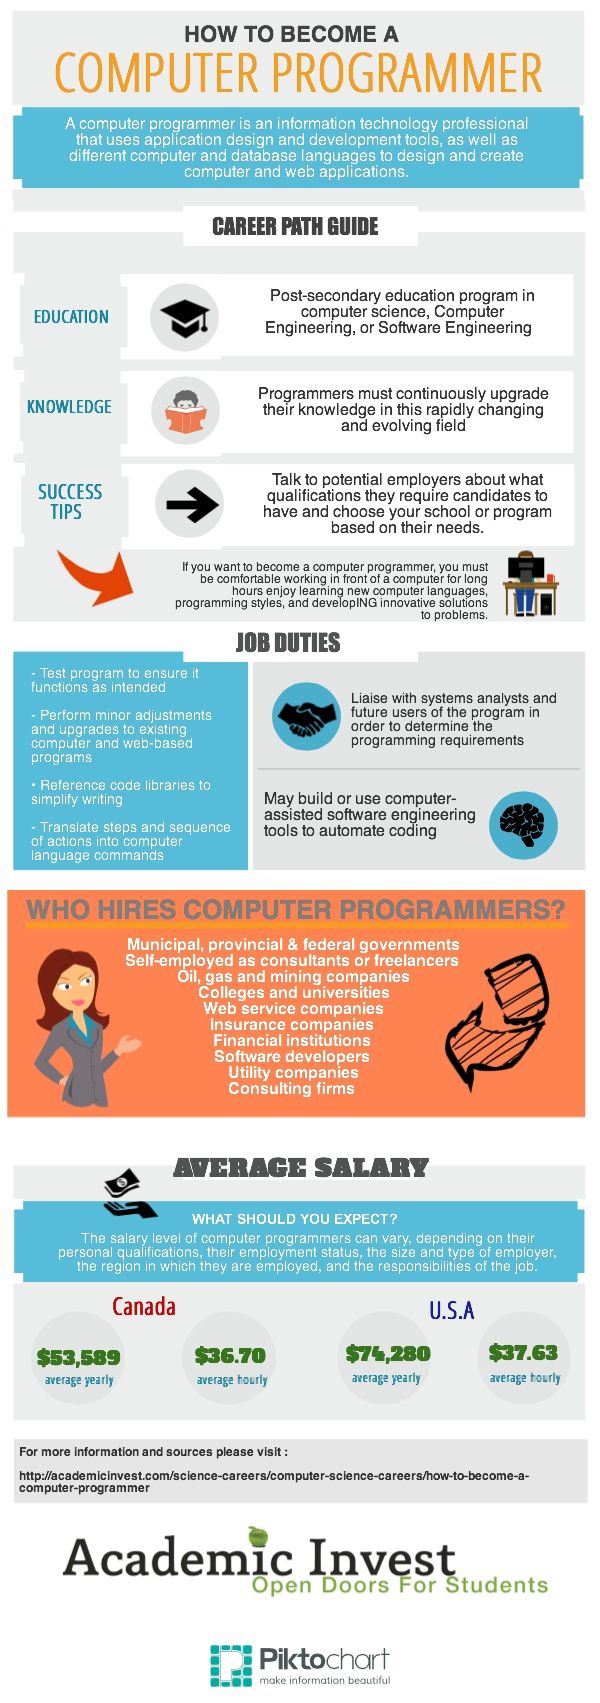 HOW TO BECOME A
COMPUTER PROGRAMMER
A computer programmer is an information technology professional
that uses application design and development tools, as well as
different computer and database languages to design and create
computer and web applications.
CAREER PATH GUIDE
EDUCATION
Post-secondary education program in
computer science, Computer
Engineering, or Software Engineering
KNOWLEDGE
Programmers must continuously upgrade
their knowledge in this rapidly changing
and evolving field
SUCCESS
TIPS
Talk to potential employers about what
qualifications they require candidates to
have and choose your school or program
based on their needs.
If you want to become a computer programmer, you must
be comfortable working in front of a computer for long
hours enjoy learning new computer languages,
programming styles, and developING innovative solutions
to problems.
JOB DUTIES
- Test program to ensure it
functions as intended
- Perform minor adjustments
and upgrades to existing
computer and web-based
programs
• Reference code libraries to
simplify writing
- Translate steps and sequence
of actions into computer
language commands
Liaise with systems analysts and
future users of the program in
order to determine the
programming requirements
May build or use computer-
assisted software engineering
tools to automate coding
WHO HIRES COMPUTER PROGRAMMERS?
Municipal, provincial & federal governments
Self-employed as consultants or freelancers
Oil, gas and mining companies
Colleges and universities
Web service companies
Insurance companies
Financial institutions
Software developers
Utility companies
Consulting firms
AVERAGE SALARY
WHAT SHOULD YOU EXPECT?
The salary level of computer programmers can vary, depending on their
personal qualifications, their employment status, the size and type of employer,
the region in which they are employed, and the responsibilities of the job.
Canada
U.S.A
$53,589
average yearly
$36.70
average hourly
$74,280
average yearly
$37.63
average hourly
For more information and sources please visit :
http://academicinvest.com/science-careers/computer-science-careers/how-to-become-a-
computer-programmer
Academic Invest
Open Doors For Students
Piktochart
make information beautiful